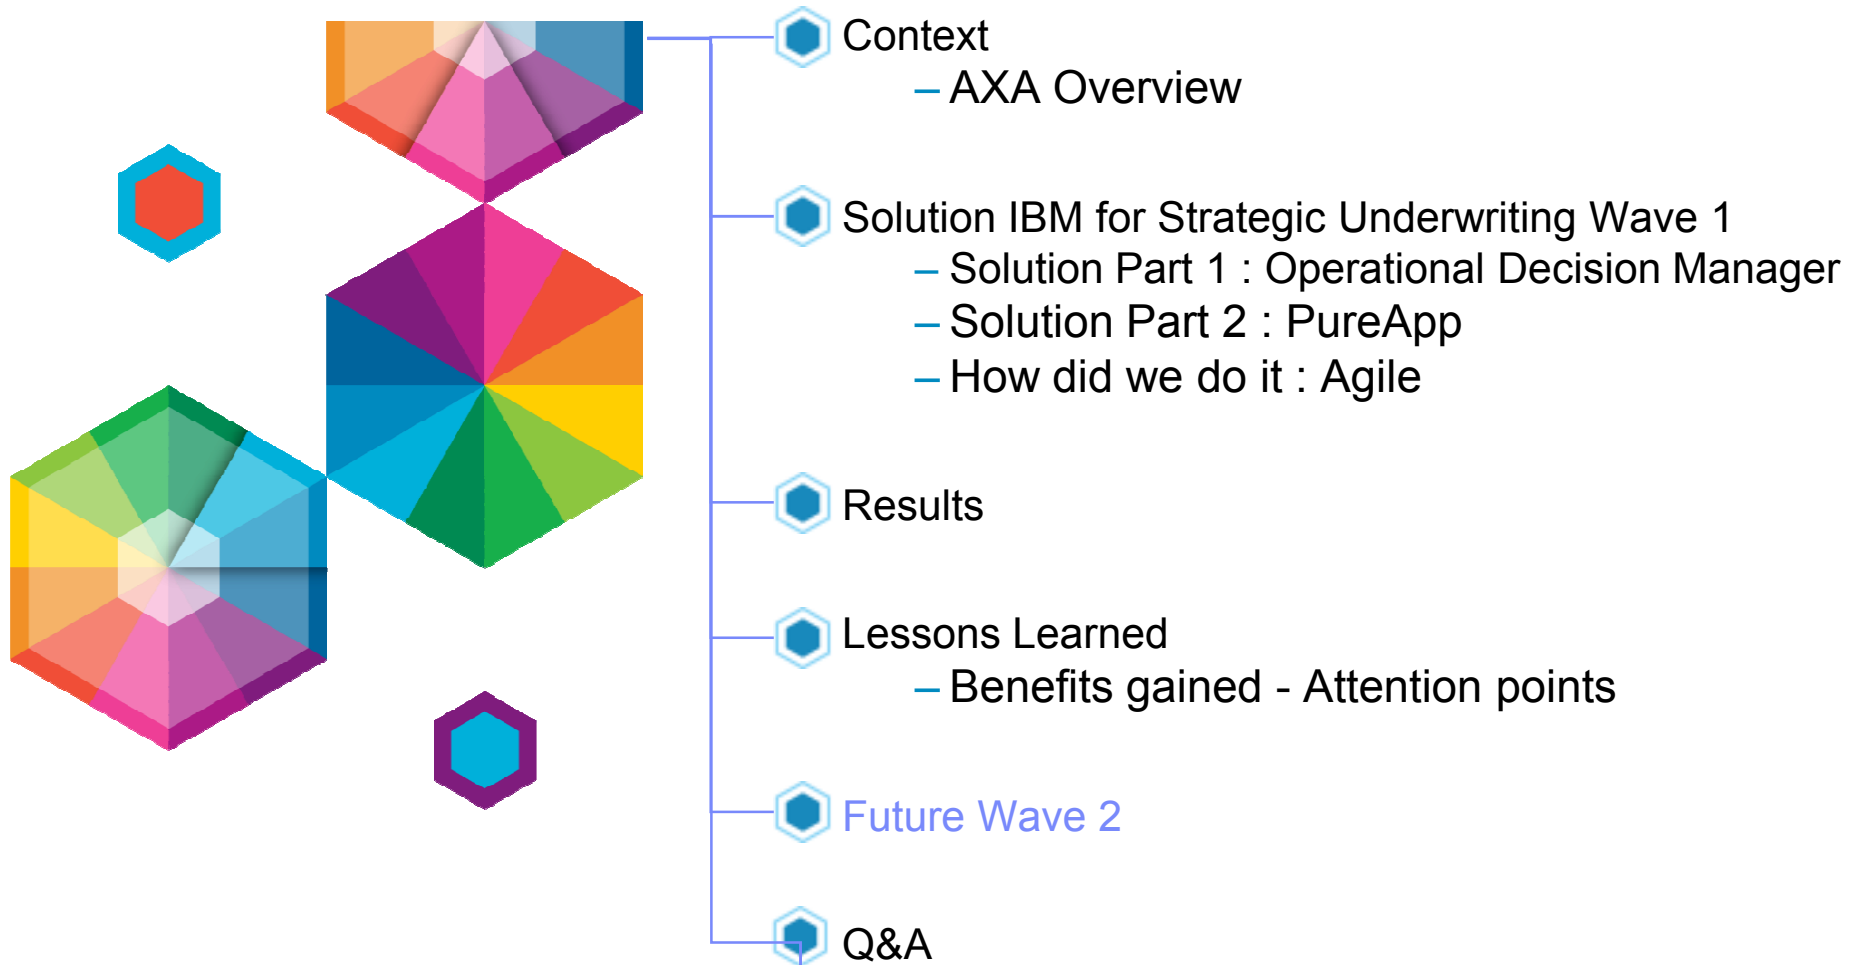 Context
– AXA Overview
Solution IBM for Strategic Underwriting Wave 1
– Solution Part 1 : Operational Decision Manager
– Solution Part 2 : PureApp
– How did we do it : Agile
Results
Lessons Learned
– Benefits gained - Attention points
Future Wave 2
Q&A